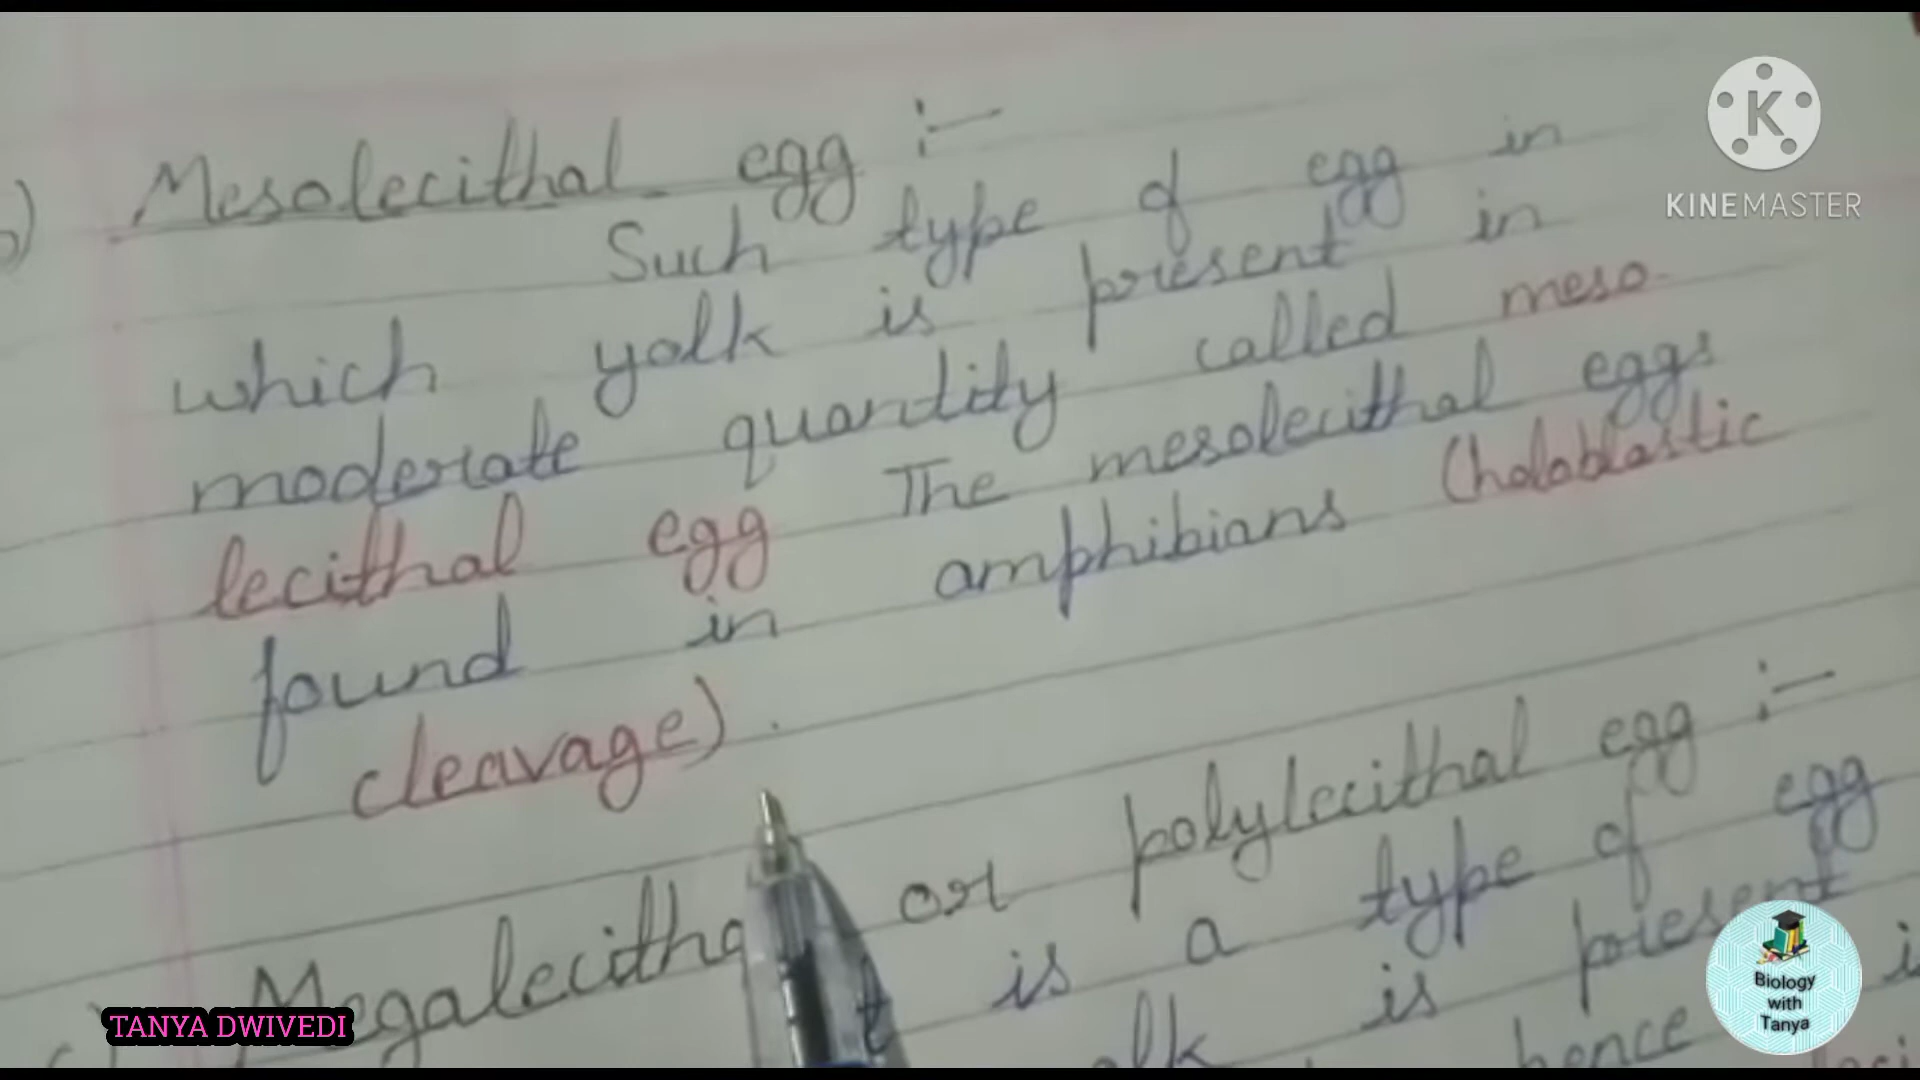 b) Mesolecithal egg :-
Such type of egg in
which yolk is present in
moderate quantity called meso-
lecithal egg The mesolecithal eggs
found in amphibians (holoblastic
cleavage).
c) Megalecithal or polylecithal egg :-
is a type of egg
is present
hence
KINEMASTER
TANYA DWIVEDI
Biology
with
Tanya